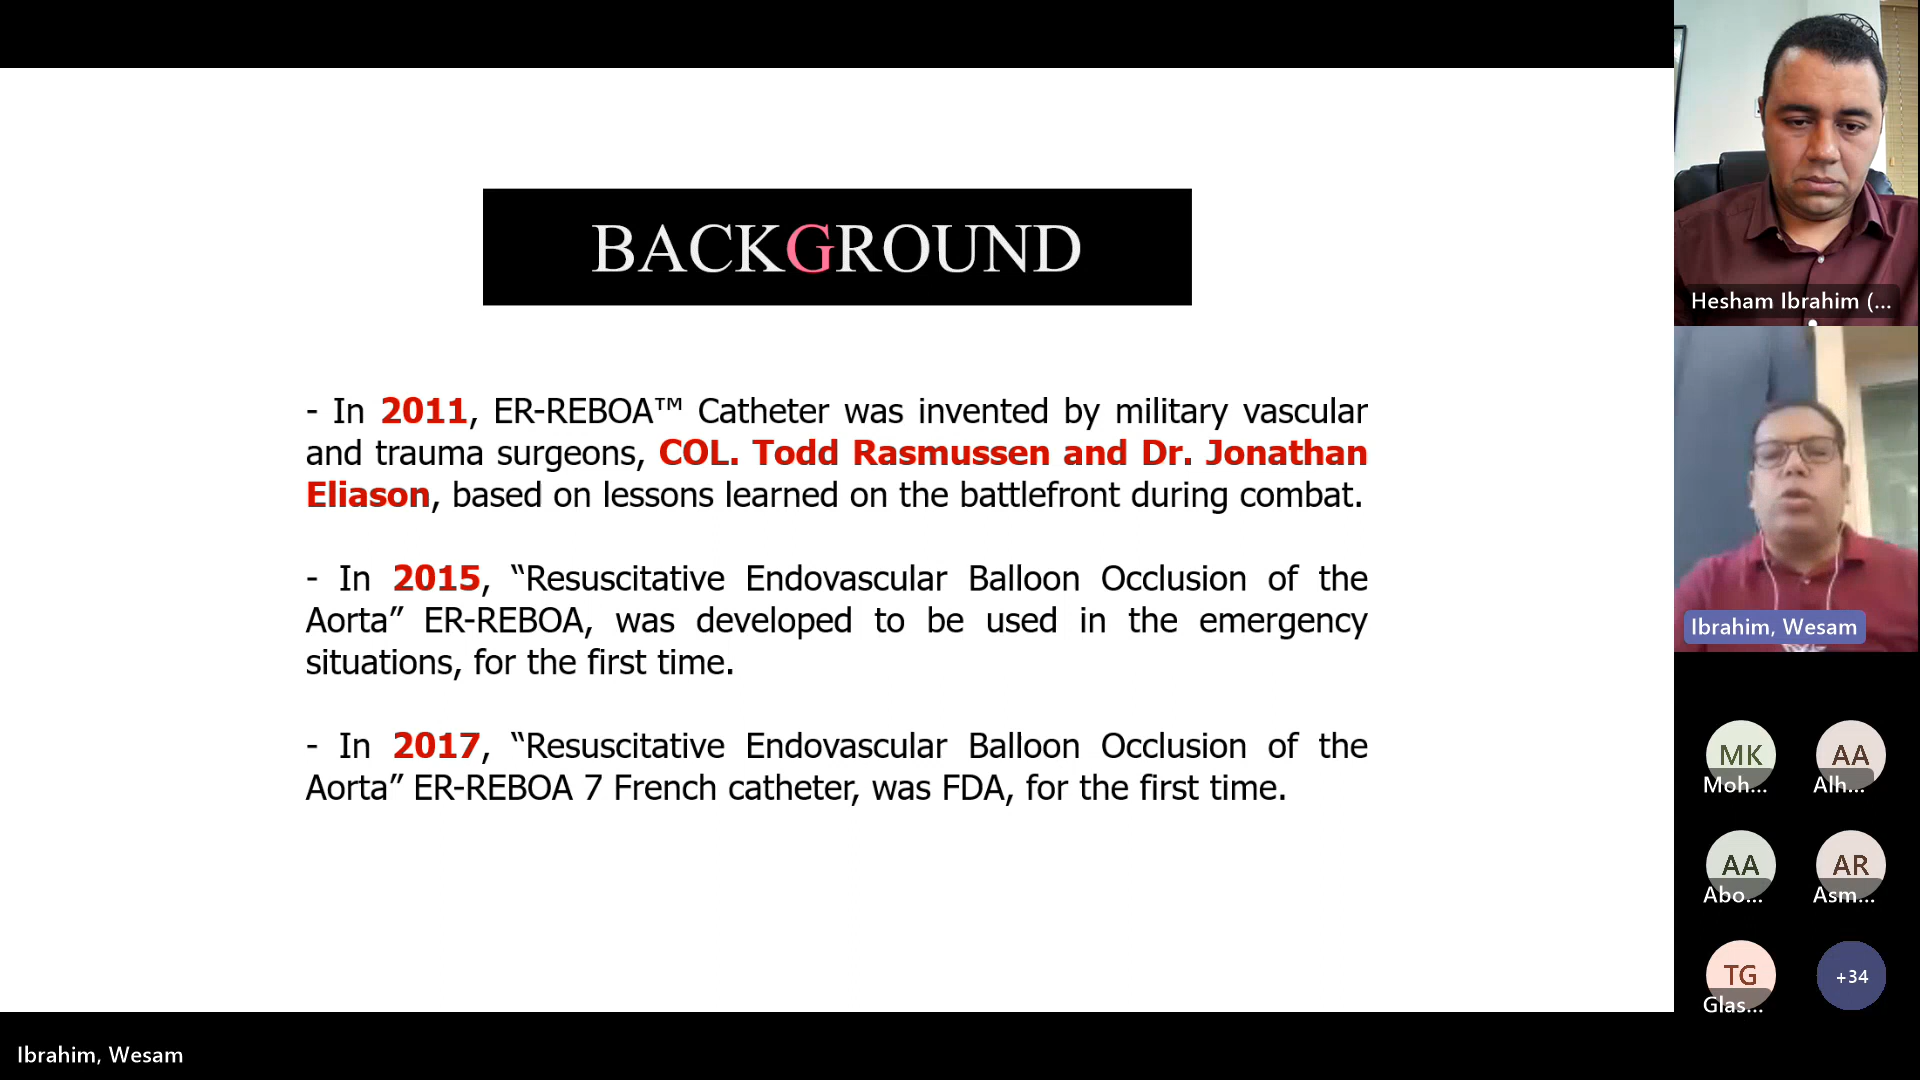 BACKGROUND
- In 2011, ER-REBOA™ Catheter was invented by military vascular
and trauma surgeons, COL. Todd Rasmussen and Dr. Jonathan
Eliason, based on lessons learned on the battlefront during combat.
- In 2015, “Resuscitative Endovascular Balloon Occlusion of the
Aorta” ER-REBOA, was developed to be used in the emergency
situations, for the first time.
- In 2017, “Resuscitative Endovascular Balloon Occlusion of the
Aorta” ER-REBOA 7 French catheter, was FDA, for the first time.
Hesham Ibrahim (...
Ibrahim, Wesam
MK
Moh...
AA
Alh...
AA
Abo...
AR
Asm...
TG
Glas...
+34
Ibrahim, Wesam